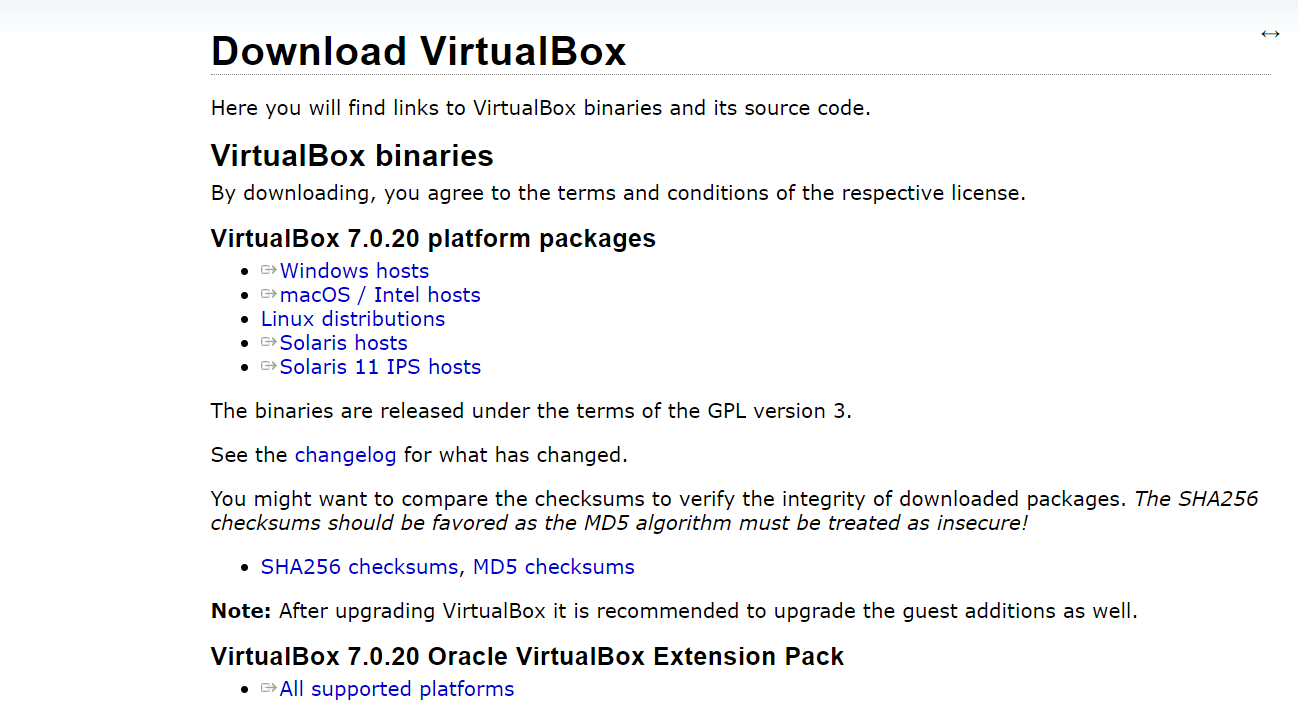 Download VirtualBox
Here you will find links to VirtualBox binaries and its source code.
VirtualBox binaries
By downloading, you agree to the terms and conditions of the respective license.
VirtualBox 7.0.20 platform packages
Windows hosts
macOS / Intel hosts
Linux distributions
Solaris hosts
Solaris 11 IPS hosts
The binaries are released under the terms of the GPL version 3.
See the changelog for what has changed.
You might want to compare the checksums to verify the integrity of downloaded packages. The SHA256
checksums should be favored as the MD5 algorithm must be treated as insecure!
SHA256 checksums, MD5 checksums
Note: After upgrading VirtualBox it is recommended to upgrade the guest additions as well.
VirtualBox 7.0.20 Oracle VirtualBox Extension Pack
All supported platforms